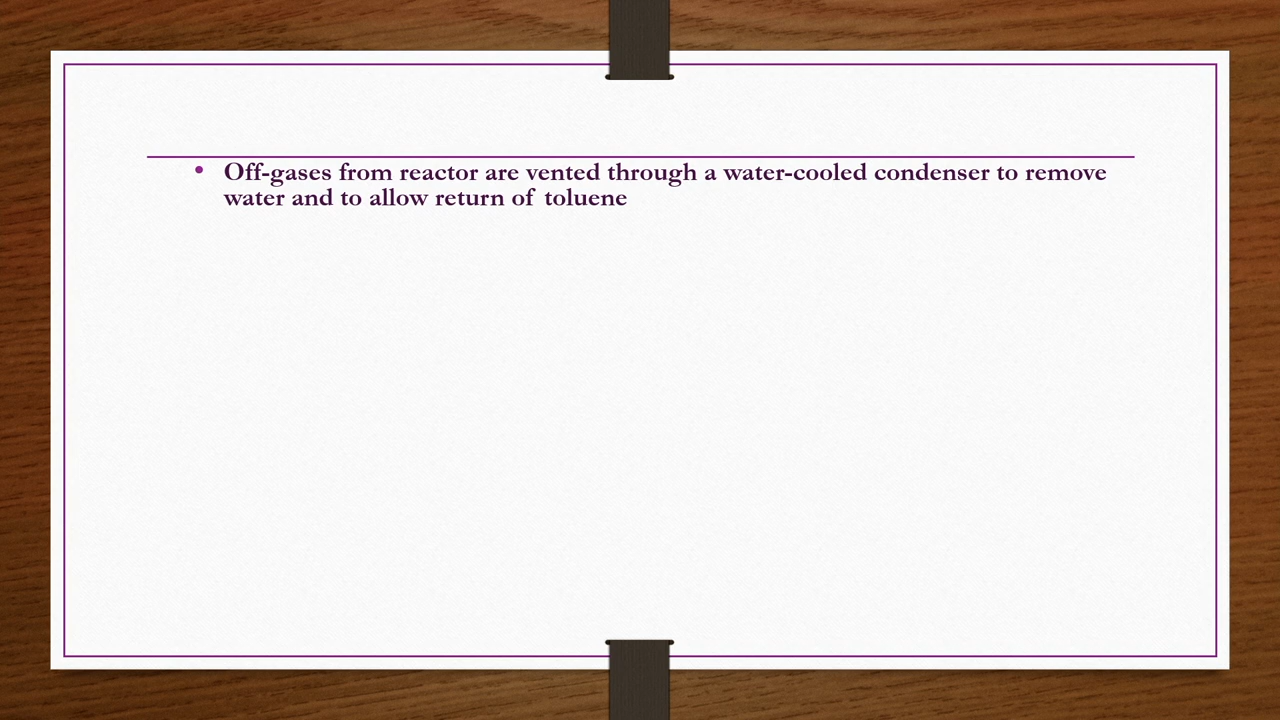 • Off-gases from reactor are vented through a water-cooled condenser to remove
water and to allow return of toluene